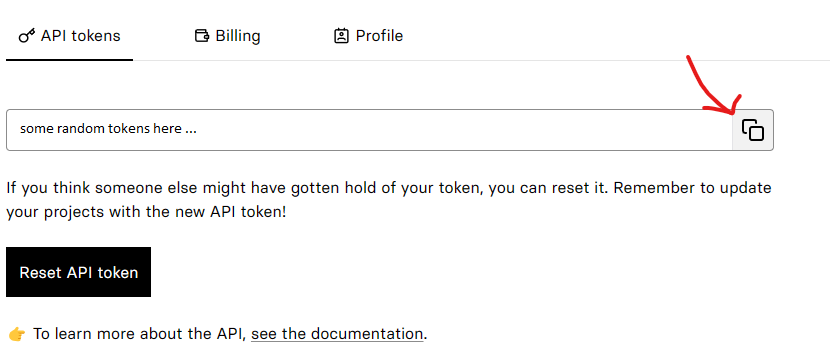 API tokens Billing Profile
some random tokens here ...
If you think someone else might have gotten hold of your token, you can reset it. Remember to update
your projects with the new API token!
Reset API token
👉 To learn more about the API, see the documentation.